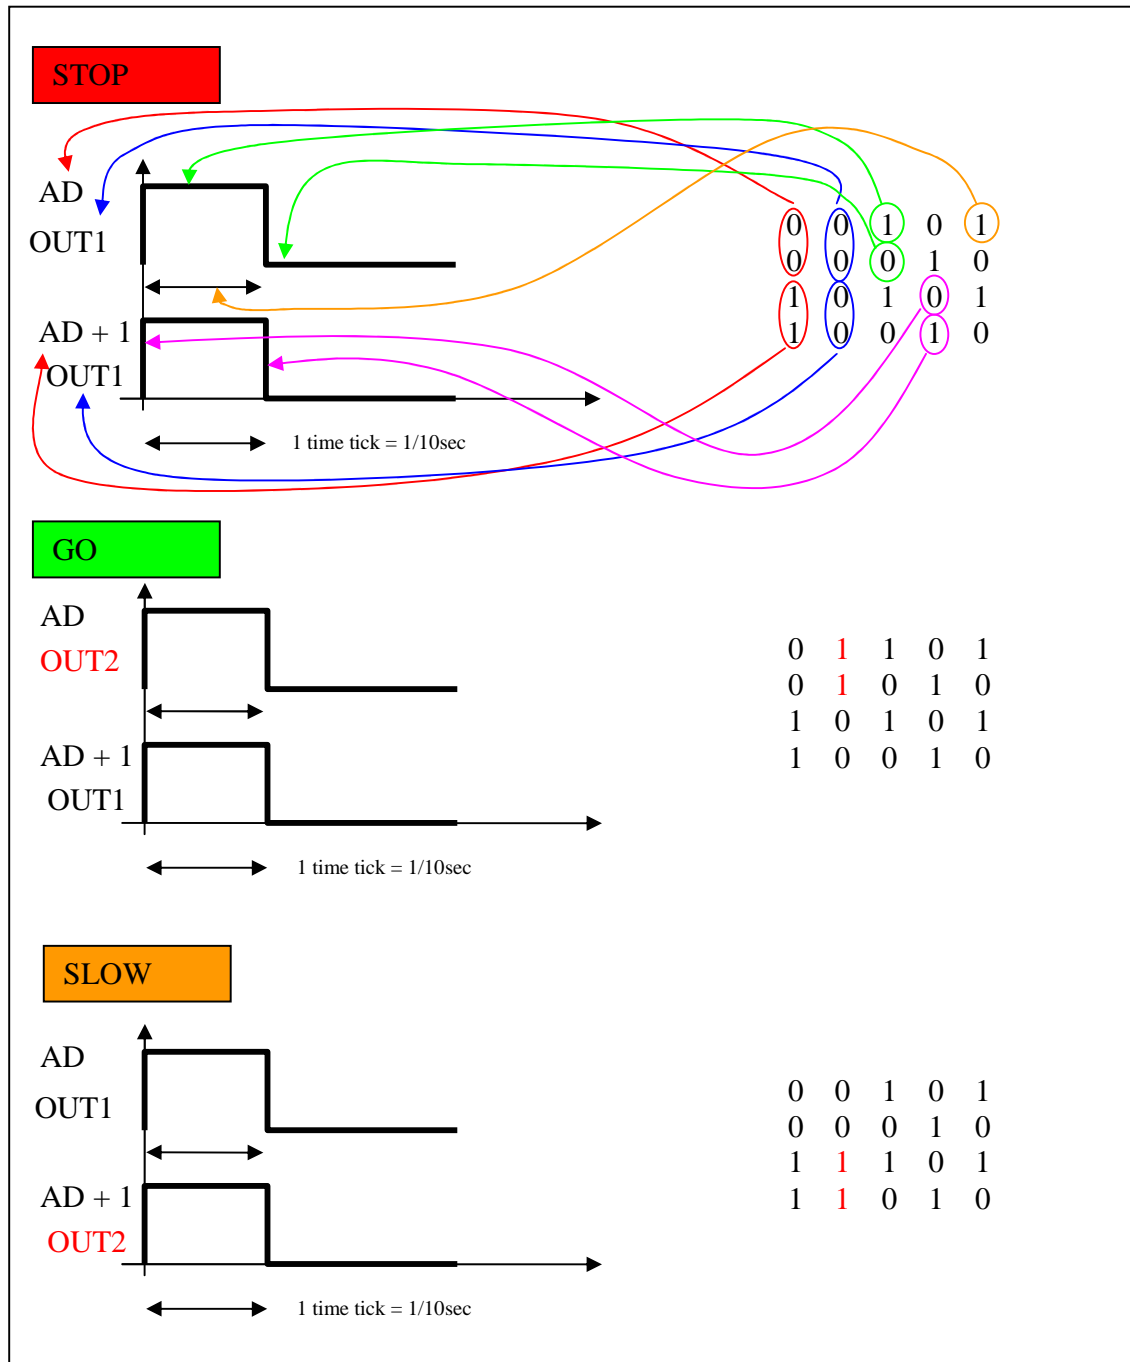 STOP
AD
OUT1
0 0 1 0 1
0 0 0 1 0
1 0 1 0 1
1 0 0 1 0
AD + 1
OUT1
1 time tick = 1/10sec
GO
AD
OUT2
0 1 1 0 1
0 1 0 1 0
1 0 1 0 1
1 0 0 1 0
AD + 1
OUT1
1 time tick = 1/10sec
SLOW
AD
OUT1
0 0 1 0 1
0 0 0 1 0
1 1 1 0 1
1 1 0 1 0
AD + 1
OUT2
1 time tick = 1/10sec